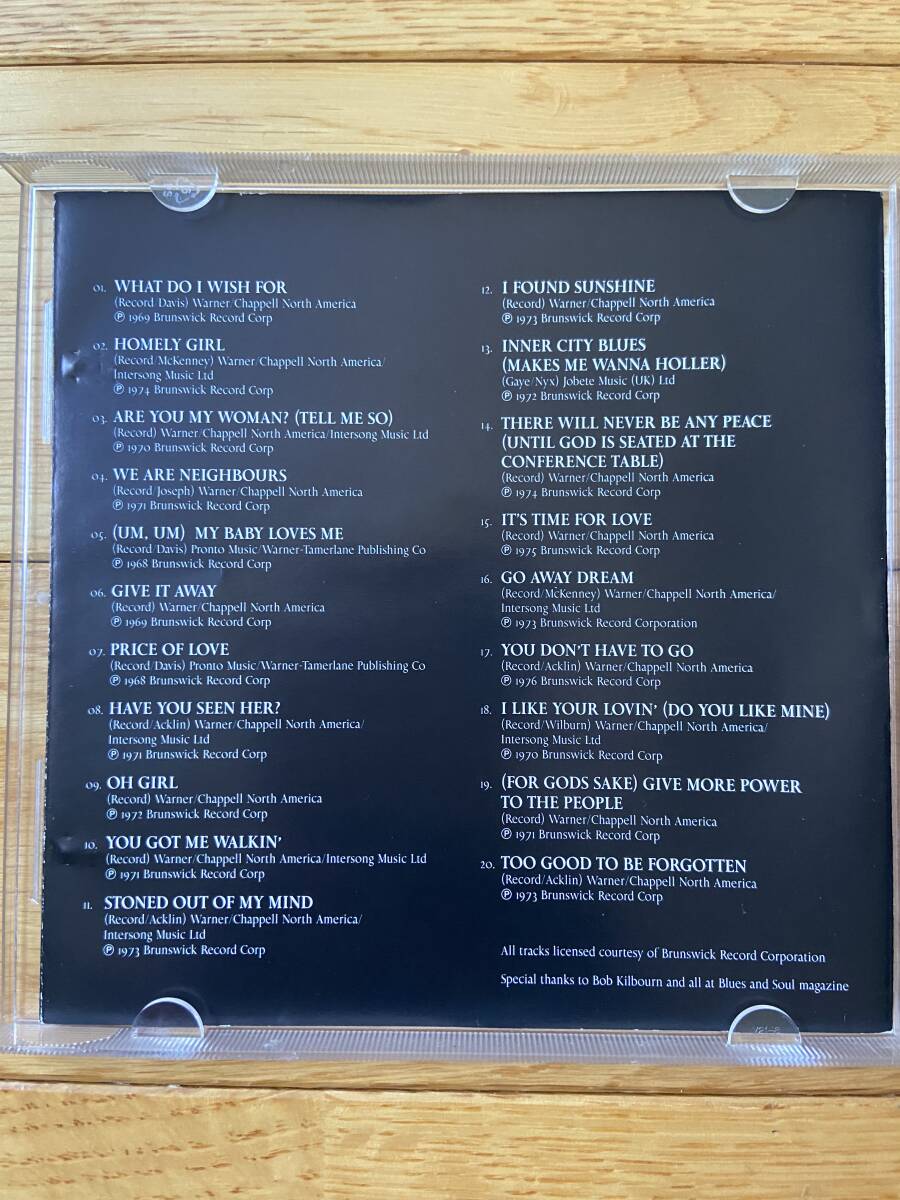 01. WHAT DO I WISH FOR
(Record/Davis) Warner/Chappell North America
℗ 1969 Brunswick Record Corp
02. HOMELY GIRL
(Record/McKenney) Warner/Chappell North America/
Intersong Music Ltd
℗ 1974 Brunswick Record Corp
03. ARE YOU MY WOMAN? (TELL ME SO)
(Record) Warner/Chappell North America/Intersong Music Ltd
℗ 1970 Brunswick Record Corp
04. WE ARE NEIGHBOURS
(Record/Joseph) Warner/Chappell North America
℗ 1971 Brunswick Record Corp
05. (UM, UM) MY BABY LOVES ME
(Record/Davis) Pronto Music/Warner-Tamerlane Publishing Co
℗ 1968 Brunswick Record Corp
06. GIVE IT AWAY
(Record) Warner/Chappell North America
℗ 1969 Brunswick Record Corp
07. PRICE OF LOVE
(Record/Davis) Pronto Music/Warner-Tamerlane Publishing Co
℗ 1968 Brunswick Record Corp
08. HAVE YOU SEEN HER?
(Record/Acklin) Warner/Chappell North America/
Intersong Music Ltd
℗ 1971 Brunswick Record Corp
09. OH GIRL
(Record) Warner/Chappell North America
℗ 1972 Brunswick Record Corp
10. YOU GOT ME WALKIN'
(Record) Warner/Chappell North America/Intersong Music Ltd
℗ 1971 Brunswick Record Corp
11. STONED OUT OF MY MIND
(Record/Acklin) Warner/Chappell North America/
Intersong Music Ltd
℗ 1973 Brunswick Record Corp
12. I FOUND SUNSHINE
(Record) Warner/Chappell North America
℗ 1973 Brunswick Record Corp
13. INNER CITY BLUES
(MAKES ME WANNA HOLLER)
(Gaye/Nyx) Jobete Music (UK) Ltd
℗ 1972 Brunswick Record Corp
14. THERE WILL NEVER BE ANY PEACE
(UNTIL GOD IS SEATED AT THE
CONFERENCE TABLE)
(Record) Warner/Chappell North America
℗ 1974 Brunswick Record Corp
15. IT'S TIME FOR LOVE
(Record) Warner/Chappell North America
℗ 1975 Brunswick Record Corp
16. GO AWAY DREAM
(Record/McKenney) Warner/Chappell North America/
Intersong Music Ltd
℗ 1973 Brunswick Record Corporation
17. YOU DON'T HAVE TO GO
(Record/Acklin) Warner/Chappell North America
℗ 1976 Brunswick Record Corp
18. I LIKE YOUR LOVIN' (DO YOU LIKE MINE)
(Record/Wilburn) Warner/Chappell North America/
Intersong Music Ltd
℗ 1970 Brunswick Record Corp
19. (FOR GODS SAKE) GIVE MORE POWER
TO THE PEOPLE
(Record) Warner/Chappell North America
℗ 1971 Brunswick Record Corp
20. TOO GOOD TO BE FORGOTTEN
(Record/Acklin) Warner/Chappell North America
℗ 1973 Brunswick Record Corp
All tracks licensed courtesy of Brunswick Record Corporation
Special thanks to Bob Kilbourn and all at Blues and Soul magazine